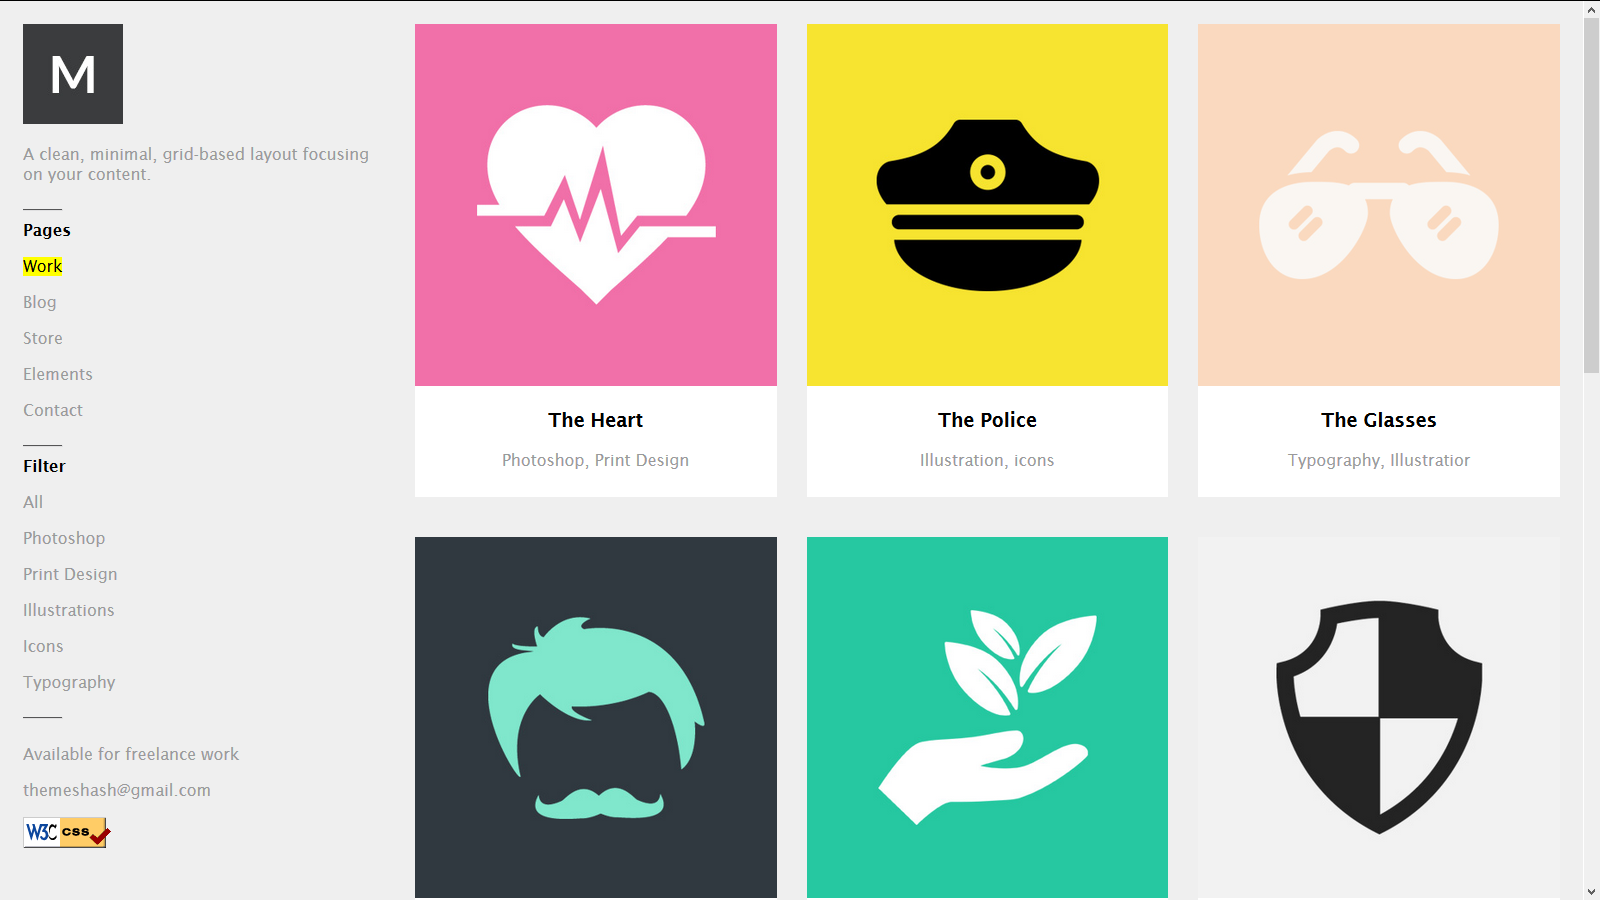 M
A clean, minimal, grid-based layout focusing
on your content.
Pages
Work
Blog
Store
Elements
Contact
Filter
All
Photoshop
Print Design
Illustrations
Icons
Typography
Available for freelance work
themeshash@gmail.com
W3C css
The Heart
Photoshop, Print Design
The Police
Illustration, icons
The Glasses
Typography, Illustratior